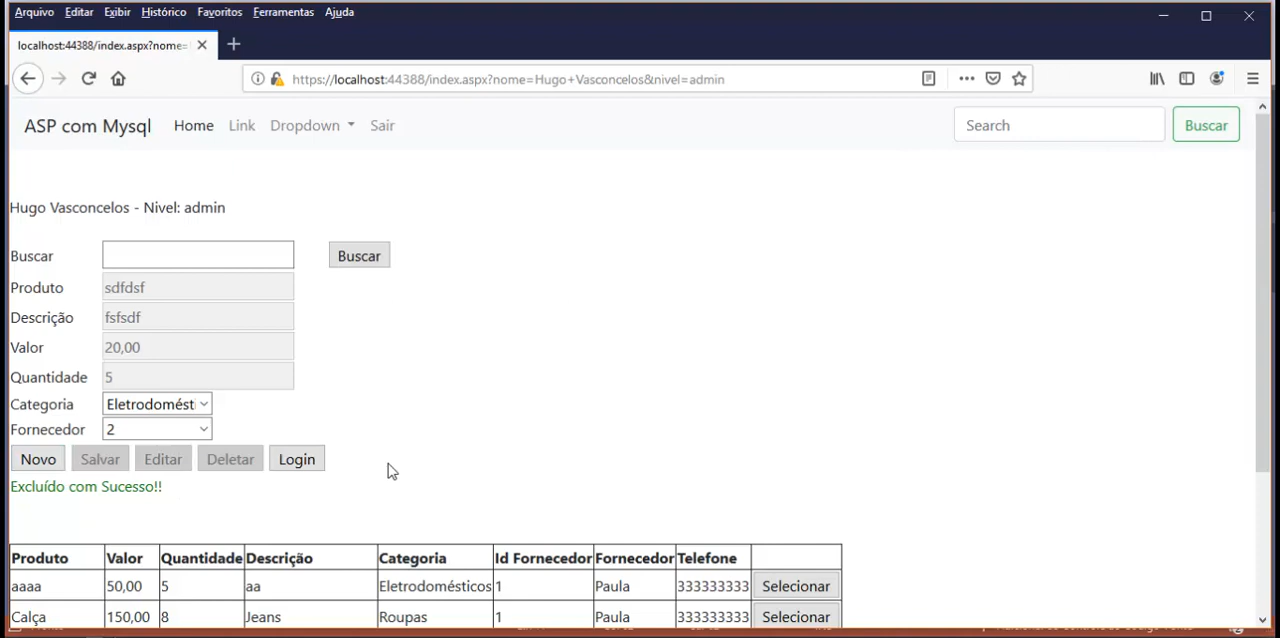 Arquivo Editar Exibir Histórico Favoritos Ferramentas Ajuda
localhost:44388/index.aspx?nome=
https://localhost:44388/index.aspx?nome=Hugo+Vasconcelos&nivel=admin
ASP com Mysql Home Link Dropdown Sair Search Buscar
Hugo Vasconcelos - Nivel: admin
Buscar Buscar
Produto sdfdsf
Descrição fsfsdf
Valor 20,00
Quantidade 5
Categoria Eletrodomést
Fornecedor 2
Novo Salvar Editar Deletar Login
Excluído com Sucesso!!
Produto Valor Quantidade Descrição Categoria Id Fornecedor Fornecedor Telefone
aaaa 50,00 5 aa Eletrodomésticos 1 Paula 333333333 Selecionar
Calça 150,00 8 Jeans Roupas 1 Paula 333333333 Selecionar